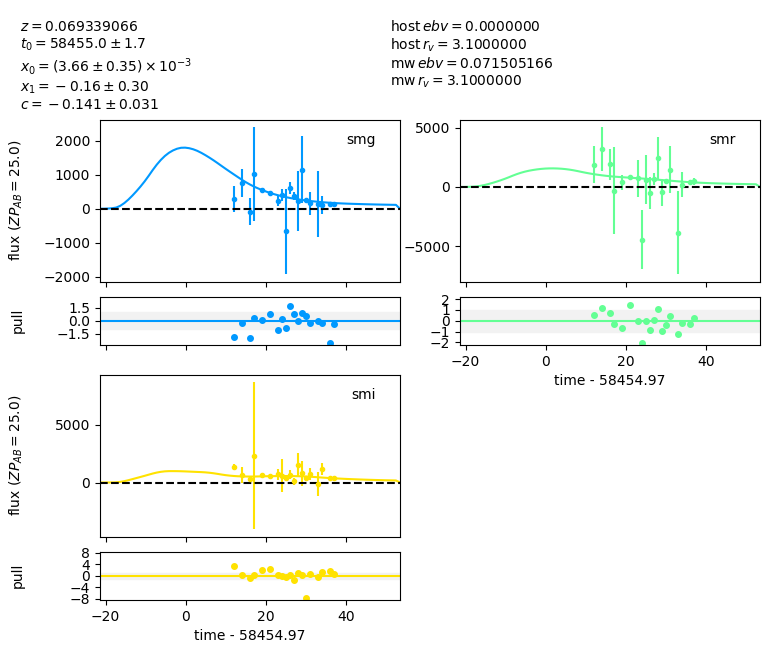 z = 0.069339066
t₀ = 58455.0 ± 1.7
x₀ = (3.66 ± 0.35) × 10⁻³
x₁ = −0.16 ± 0.30
c = −0.141 ± 0.031
host ebv = 0.0000000
host r_v = 3.1000000
mw ebv = 0.071505166
mw r_v = 3.1000000
flux (ZP_AB = 25.0)
2000
1000
0
−1000
−2000
smg
5000
0
−5000
smr
pull
1.5
0.0
−1.5
2
1
0
−1
−2
−20
0
20
40
time - 58454.97
flux (ZP_AB = 25.0)
5000
0
smi
pull
8
4
0
−4
−8
−20
0
20
40
time - 58454.97